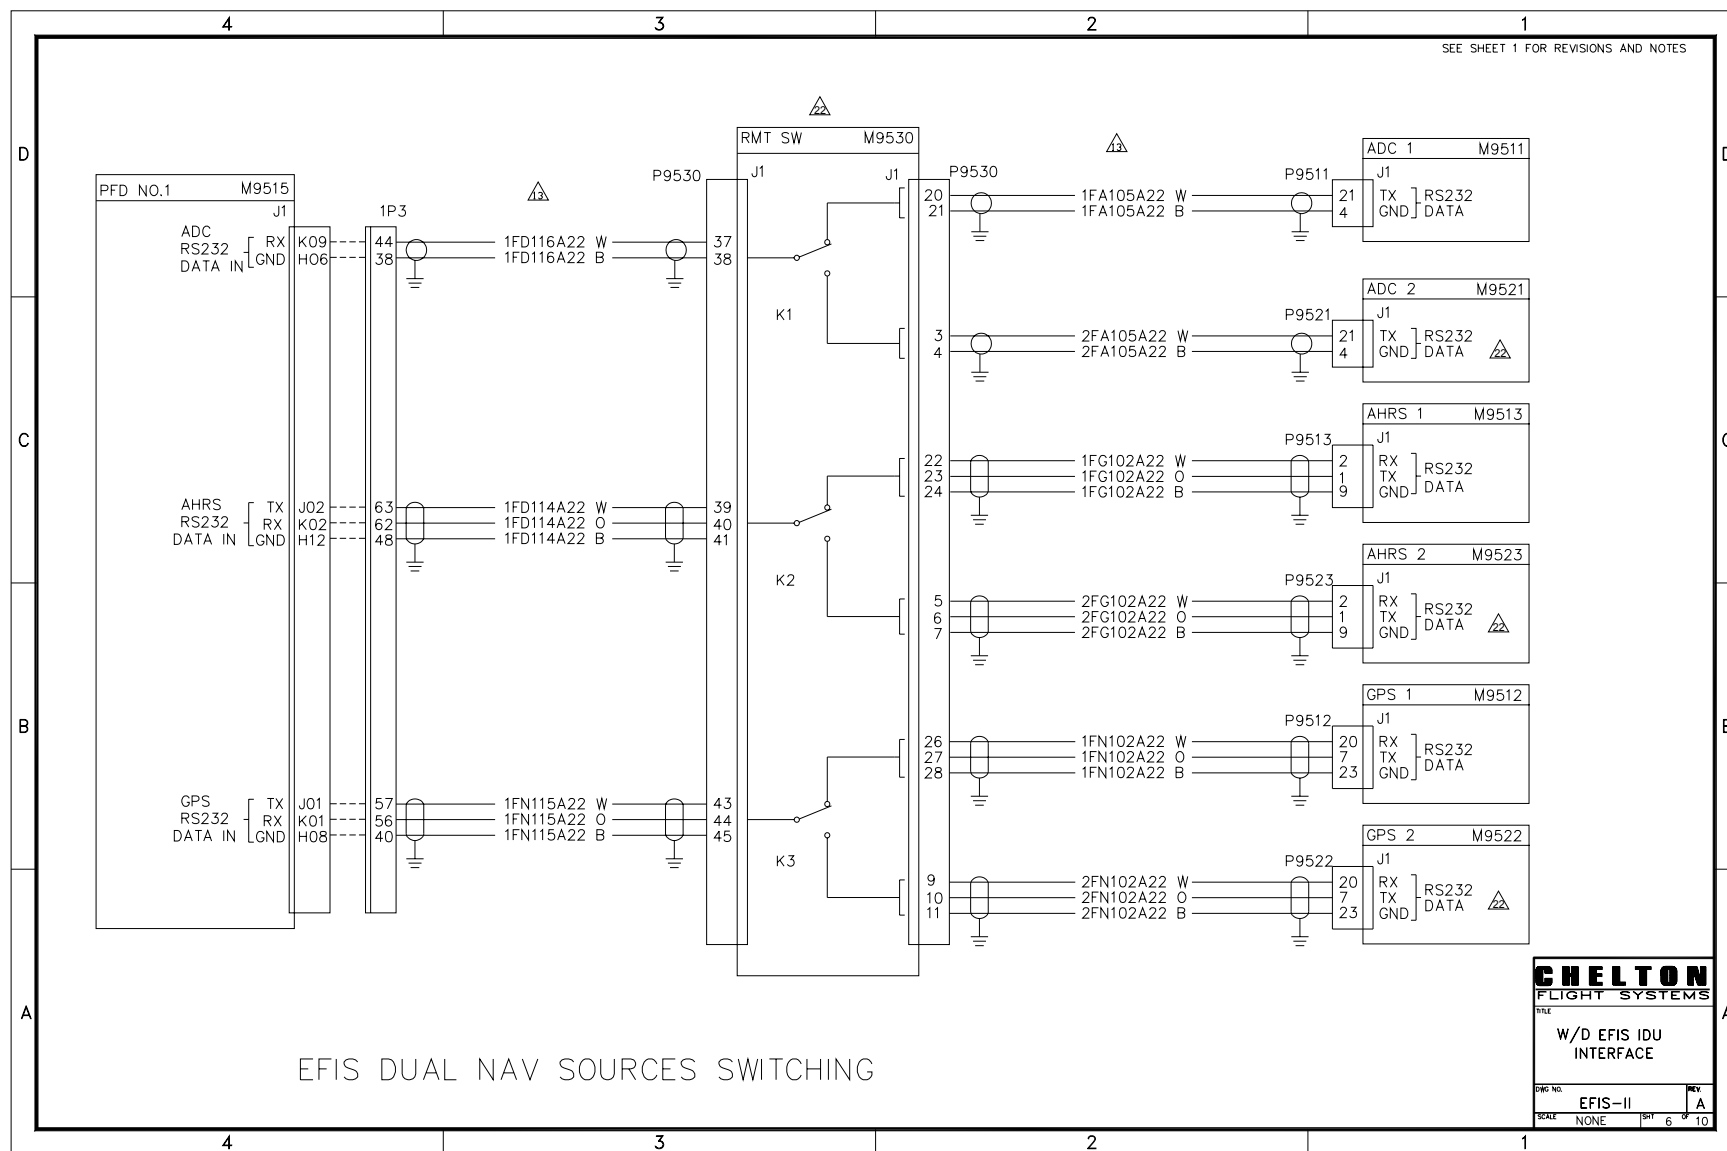 4 3 2 1
SEE SHEET 1 FOR REVISIONS AND NOTES
D
D
C
C
B
B
A
A
PFD NO.1 M9515
J1
1P3
13
ADC
RS232
DATA IN
RX K09 44 1FD116A22 W 37
GND H06 38 1FD116A22 B 38
AHRS
RS232
DATA IN
TX J02 63 1FD114A22 W 39
RX K02 62 1FD114A22 O 40
GND H12 48 1FD114A22 B 41
GPS
RS232
DATA IN
TX J01 57 1FN115A22 W 43
RX K01 56 1FN115A22 O 44
GND H08 40 1FN115A22 B 45
22
RMT SW M9530
P9530 J1 J1 P9530
K1
K2
K3
13
ADC 1 M9511
P9511 J1
20 1FA105A22 W 21 TX
21 1FA105A22 B 4 GND
RS232
DATA
ADC 2 M9521
P9521 J1
3 2FA105A22 W 21 TX
4 2FA105A22 B 4 GND
RS232
DATA
22
AHRS 1 M9513
P9513 J1
22 1FG102A22 W 2 RX
23 1FG102A22 O 1 TX
24 1FG102A22 B 9 GND
RS232
DATA
AHRS 2 M9523
P9523 J1
5 2FG102A22 W 2 RX
6 2FG102A22 O 1 TX
7 2FG102A22 B 9 GND
RS232
DATA
22
GPS 1 M9512
P9512 J1
26 1FN102A22 W 20 RX
27 1FN102A22 O 7 TX
28 1FN102A22 B 23 GND
RS232
DATA
GPS 2 M9522
P9522 J1
9 2FN102A22 W 20 RX
10 2FN102A22 O 7 TX
11 2FN102A22 B 23 GND
RS232
DATA
22
EFIS DUAL NAV SOURCES SWITCHING
CHELTON
FLIGHT SYSTEMS
TITLE
W/D EFIS IDU
INTERFACE
DWG NO. EFIS-II REV. A
SCALE NONE SHT 6 OF 10
4 3 2 1